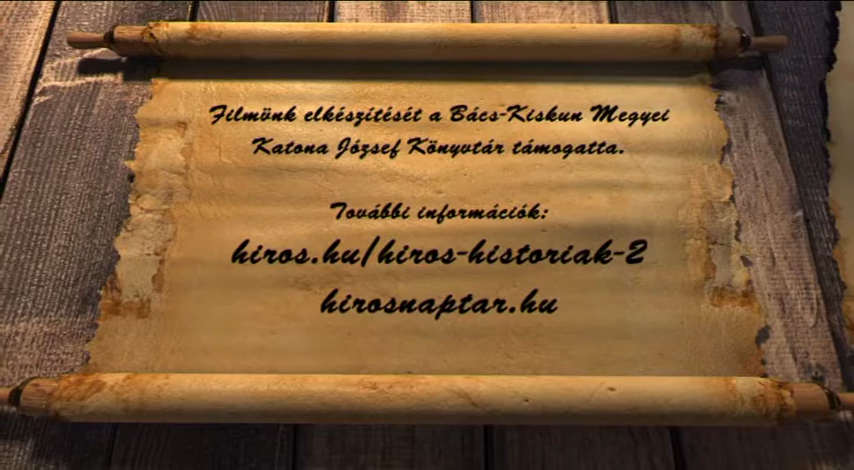 Filmünk elkészítését a Bács-Kiskun Megyei
Katona József Könyvtár támogatta.
További információk:
hiros.hu/hiros-historiak-2
hirosnaptar.hu